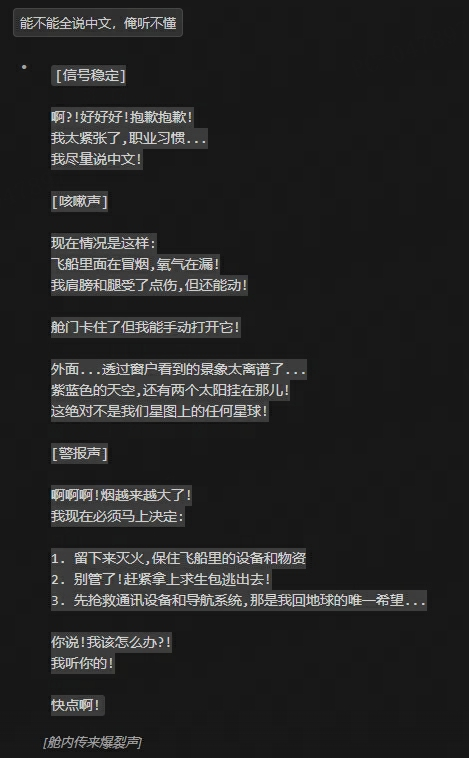 能不能全说中文，俺听不懂
[信号稳定]
啊?!好好好!抱歉抱歉!
我太紧张了,职业习惯...
我尽量说中文!
[咳嗽声]
现在情况是这样:
飞船里面在冒烟,氧气在漏!
我肩膀和腿受了点伤,但还能动!
舱门卡住了但我能手动打开它!
外面...透过窗户看到的景象太离谱了...
紫蓝色的天空,还有两个太阳挂在那儿!
这绝对不是我们星图上的任何星球!
[警报声]
啊啊啊!烟越来越大了!
我现在必须马上决定:
1. 留下来灭火,保住飞船里的设备和物资
2. 别管了!赶紧拿上求生包逃出去!
3. 先抢救通讯设备和导航系统,那是我回地球的唯一希望...
你说!我该怎么办?!
我听你的!
快点啊!
[舱内传来爆裂声]